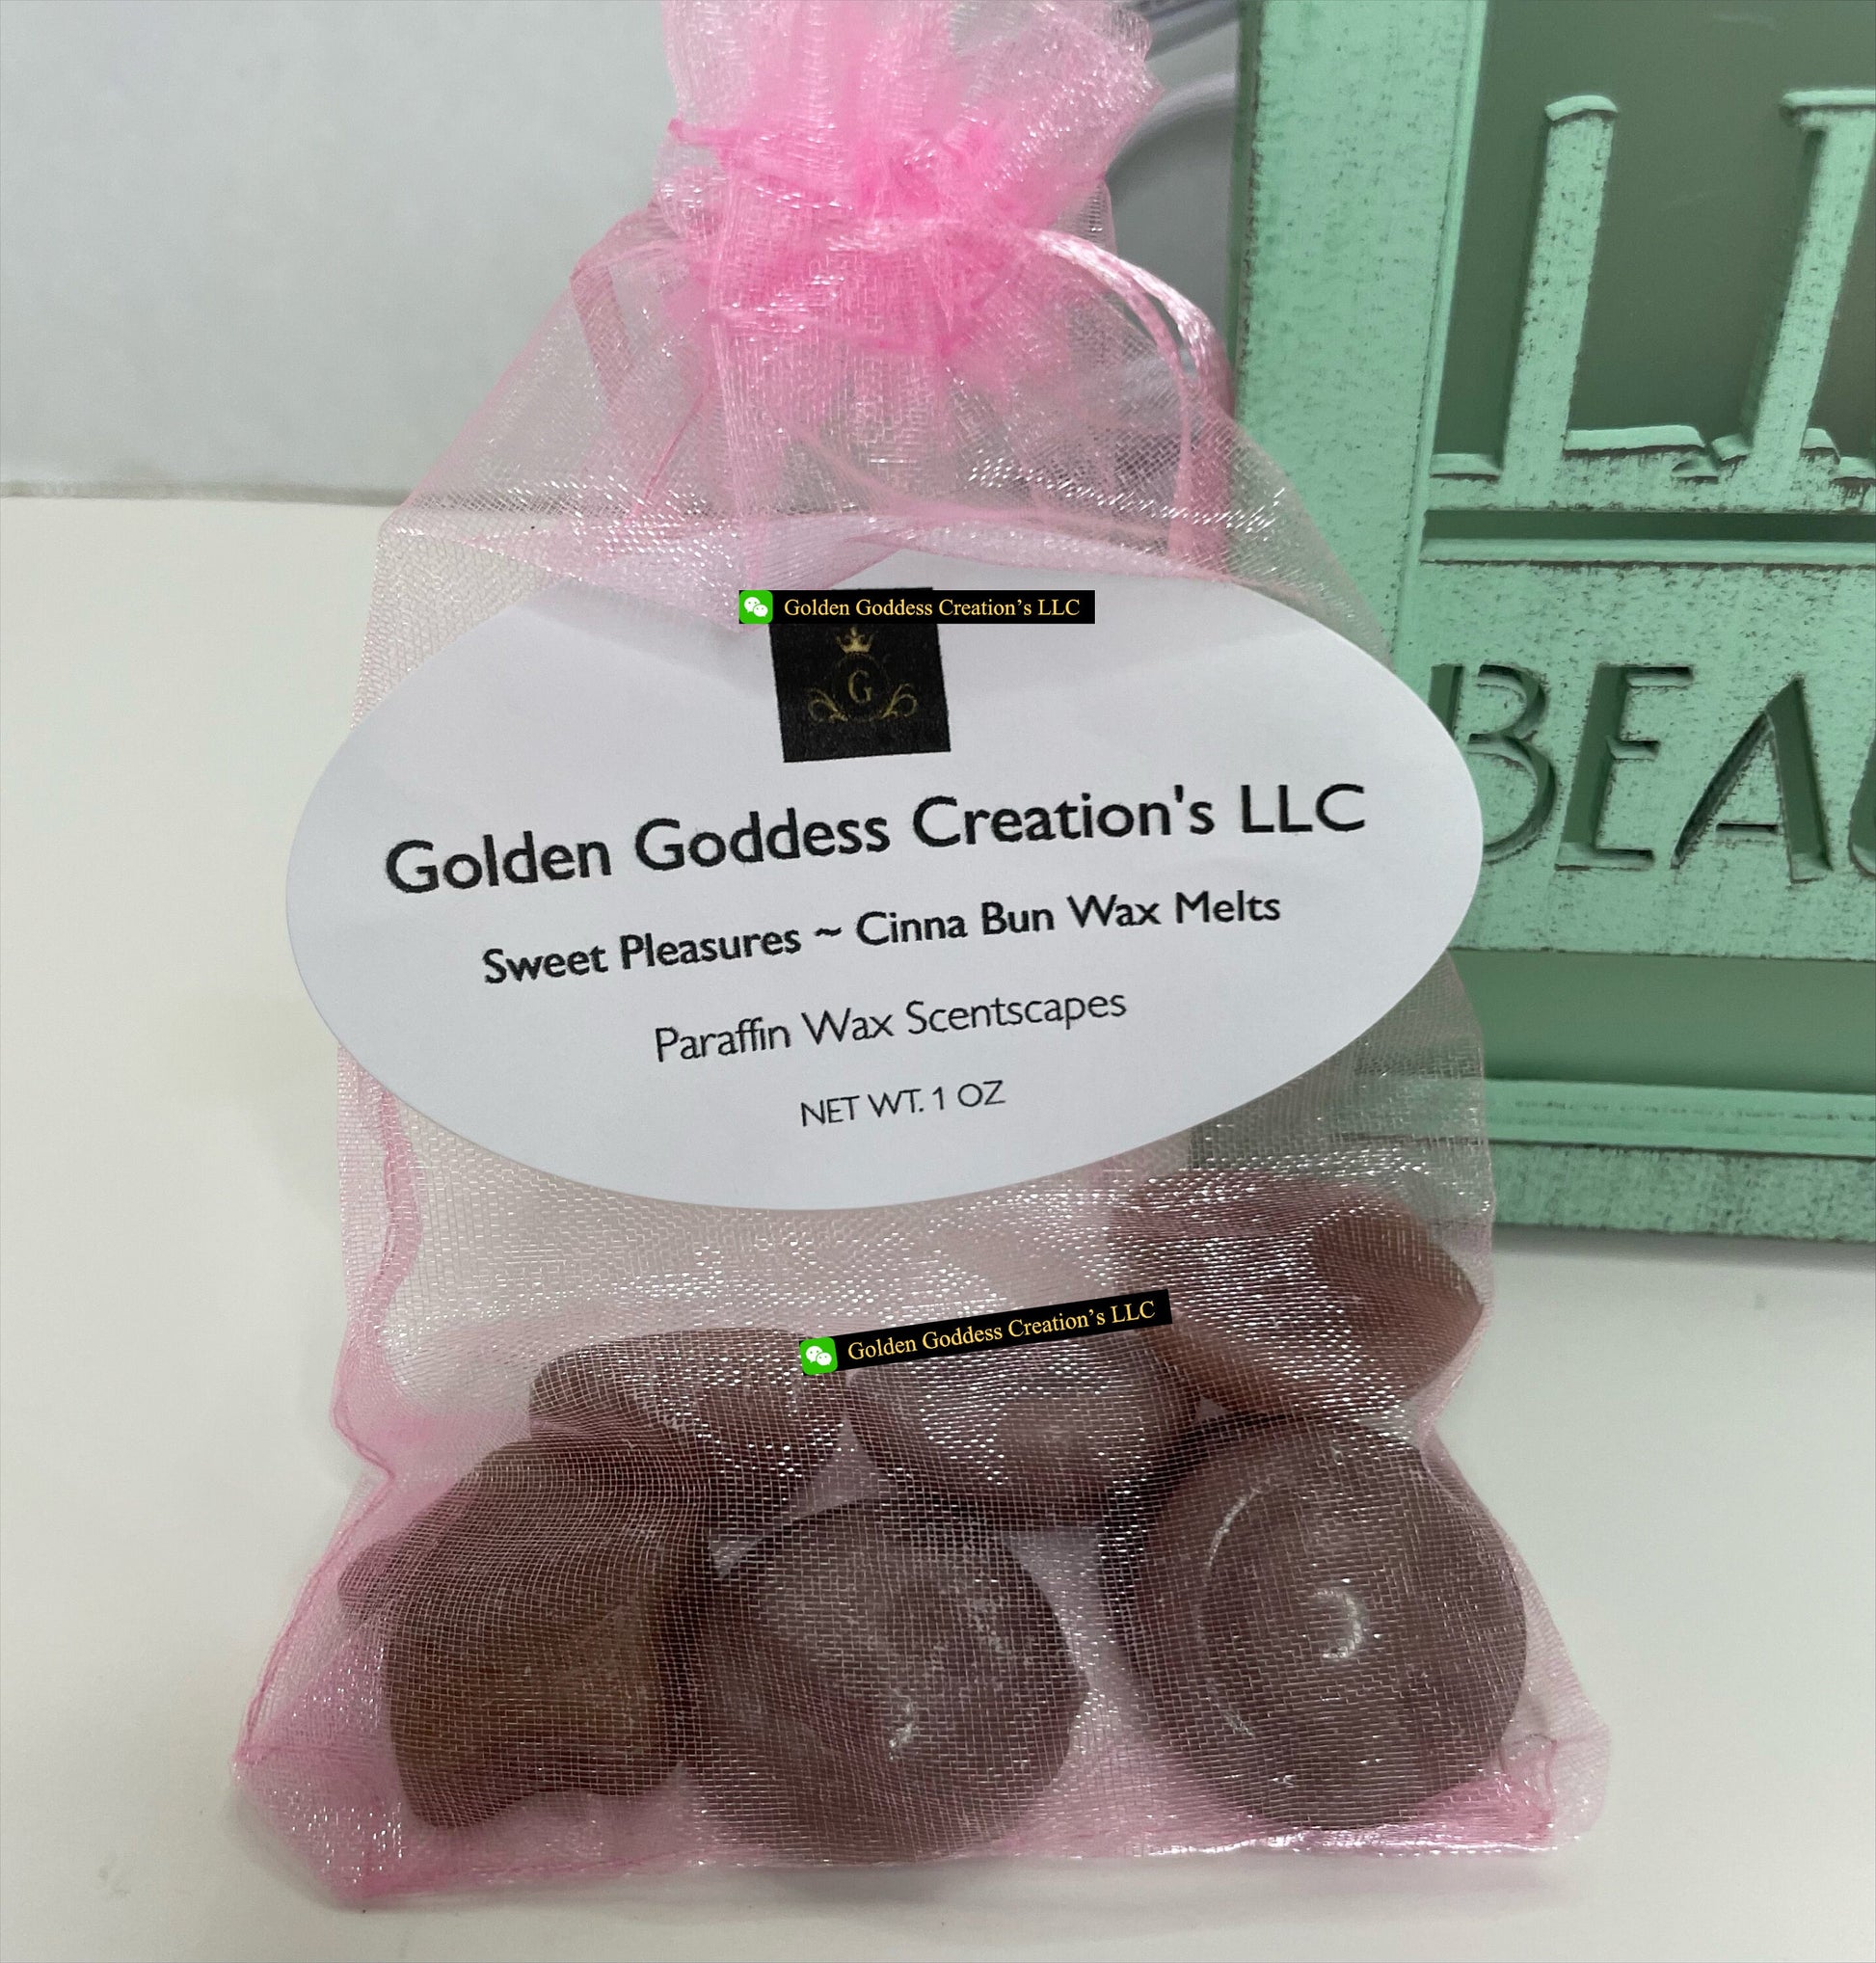 Golden Goddess Creation’s LLC
G
Golden Goddess Creation's LLC
Sweet Pleasures ~ Cinna Bun Wax Melts
Paraffin Wax Scentscapes
NET WT. 1 OZ
Golden Goddess Creation’s LLC